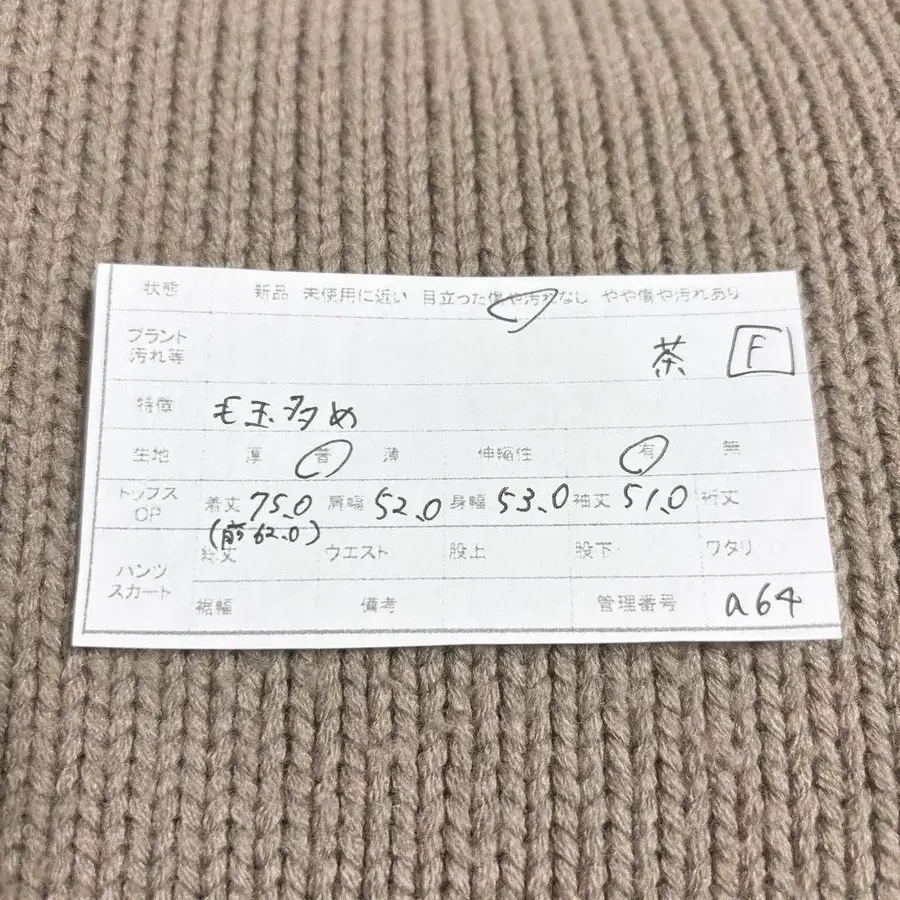 状態 新品 未使用に近い 目立った傷や汚れなし やや傷や汚れあり
ブランド
汚れ等 茶 F
特徴 毛玉多め
生地 厚 普 薄 伸縮性 有 無
トップス
OP 着丈 75.0 肩幅 52.0 身幅 53.0 袖丈 51.0 裄丈
(前62.0)
パンツ
スカート 総丈 ウエスト 股上 股下 ワタリ
裾幅 備考 管理番号 a64